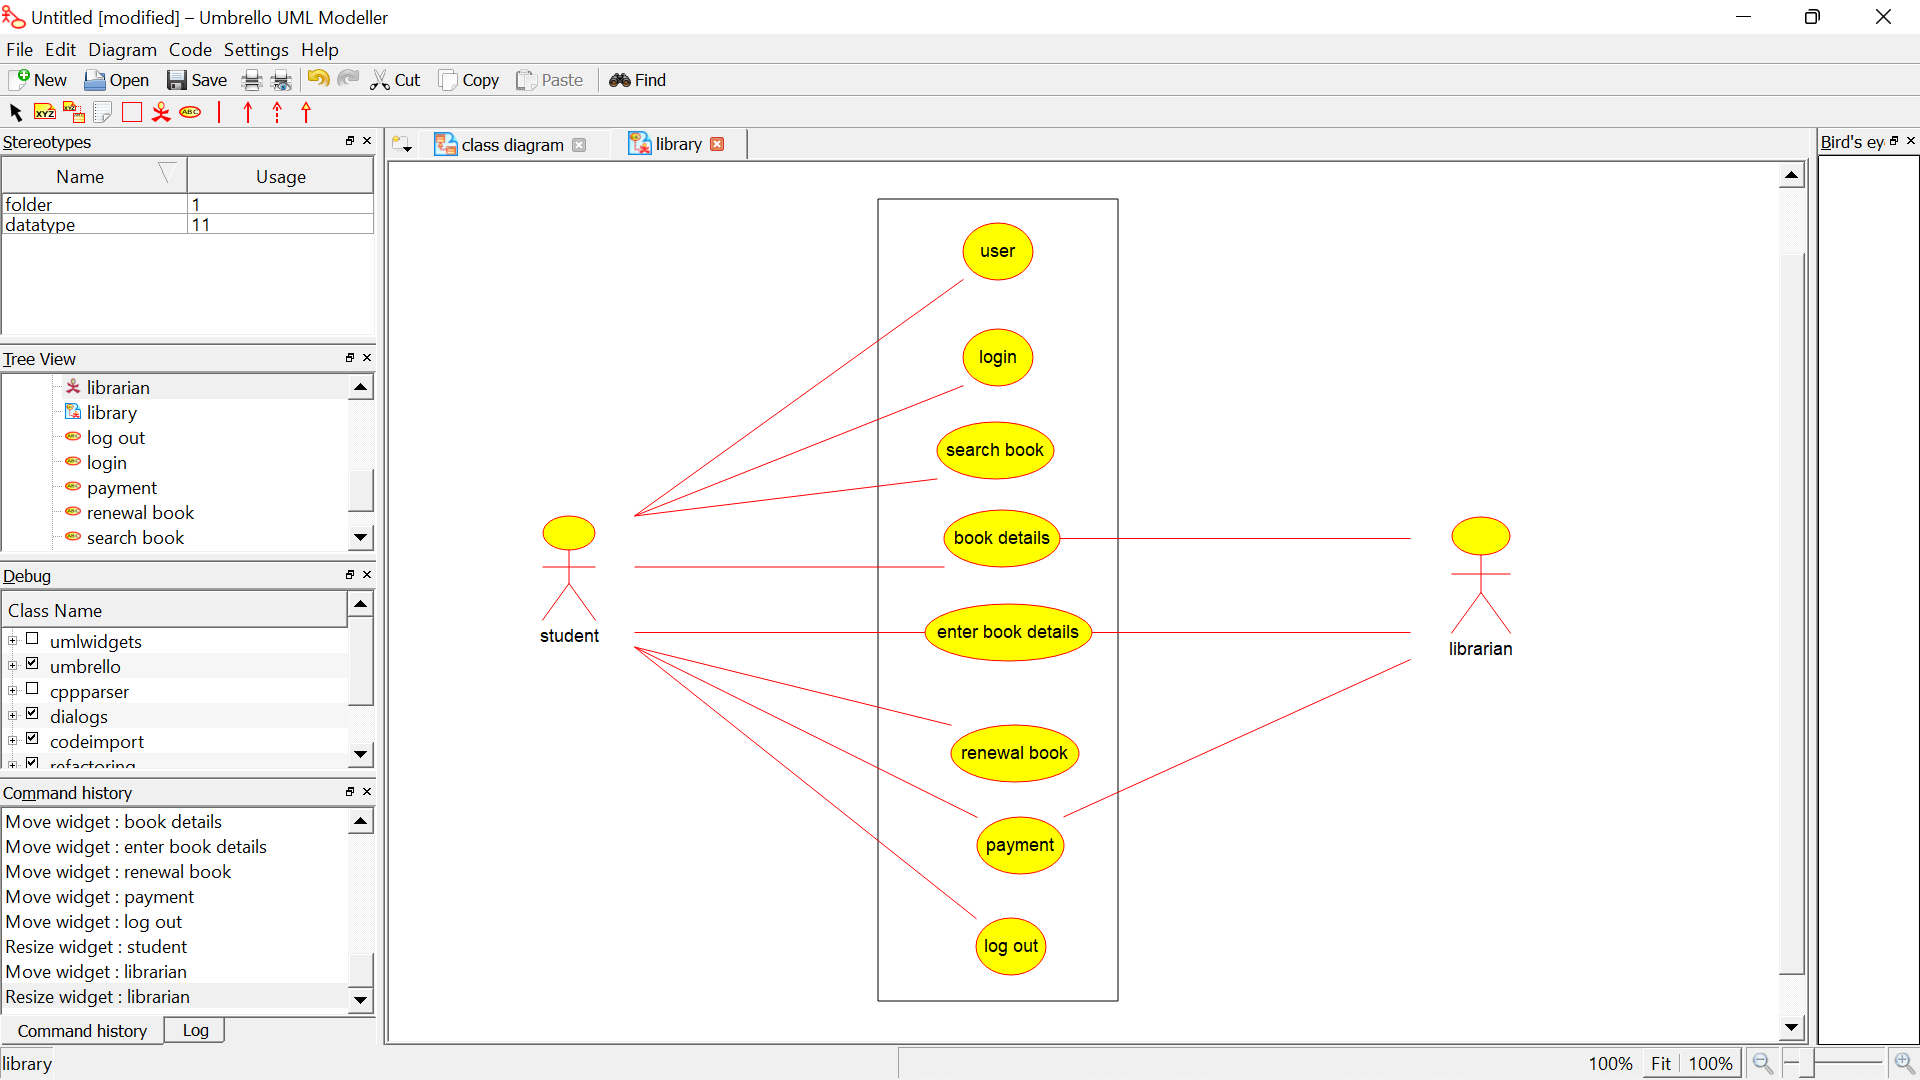 Untitled [modified] – Umbrello UML Modeller
File Edit Diagram Code Settings Help
New Open Save Cut Copy Paste Find
XYZ XYZ ABC
Stereotypes
Name Usage
folder 1
datatype 11
Tree View
librarian
library
log out
login
payment
renewal book
search book
Debug
Class Name
umlwidgets
umbrello
cppparser
dialogs
codeimport
refactoring
Command history
Move widget : book details
Move widget : enter book details
Move widget : renewal book
Move widget : payment
Move widget : log out
Resize widget : student
Move widget : librarian
Resize widget : librarian
Command history Log
class diagram library
user
login
search book
book details
enter book details
renewal book
payment
log out
student
librarian
Bird's ey
library
100% Fit 100%